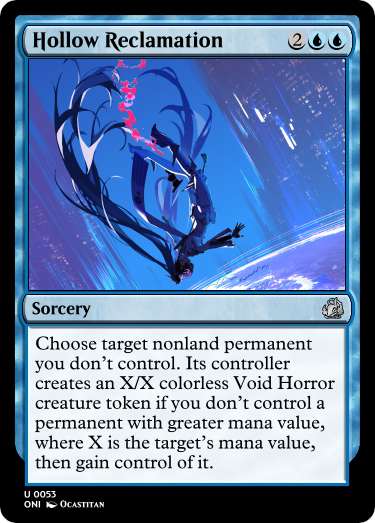 Hollow Reclamation 2
Sorcery
Choose target nonland permanent
you don't control. Its controller
creates an X/X colorless Void Horror
creature token if you don't control a
permanent with greater mana value,
where X is the target's mana value,
then gain control of it.
U 0053
ONI Ocastitan